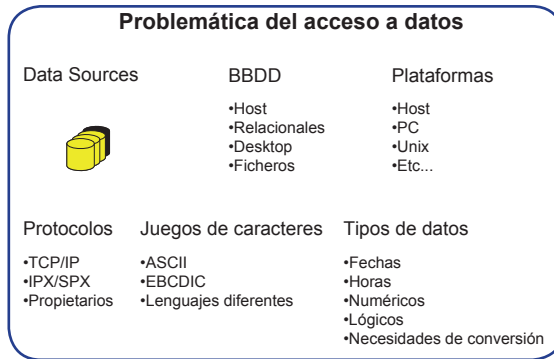 Problemática del acceso a datos
Data Sources
BBDD
•Host
•Relacionales
•Desktop
•Ficheros
Plataformas
•Host
•PC
•Unix
•Etc...
Protocolos
•TCP/IP
•IPX/SPX
•Propietarios
Juegos de caracteres
•ASCII
•EBCDIC
•Lenguajes diferentes
Tipos de datos
•Fechas
•Horas
•Numéricos
•Lógicos
•Necesidades de conversión